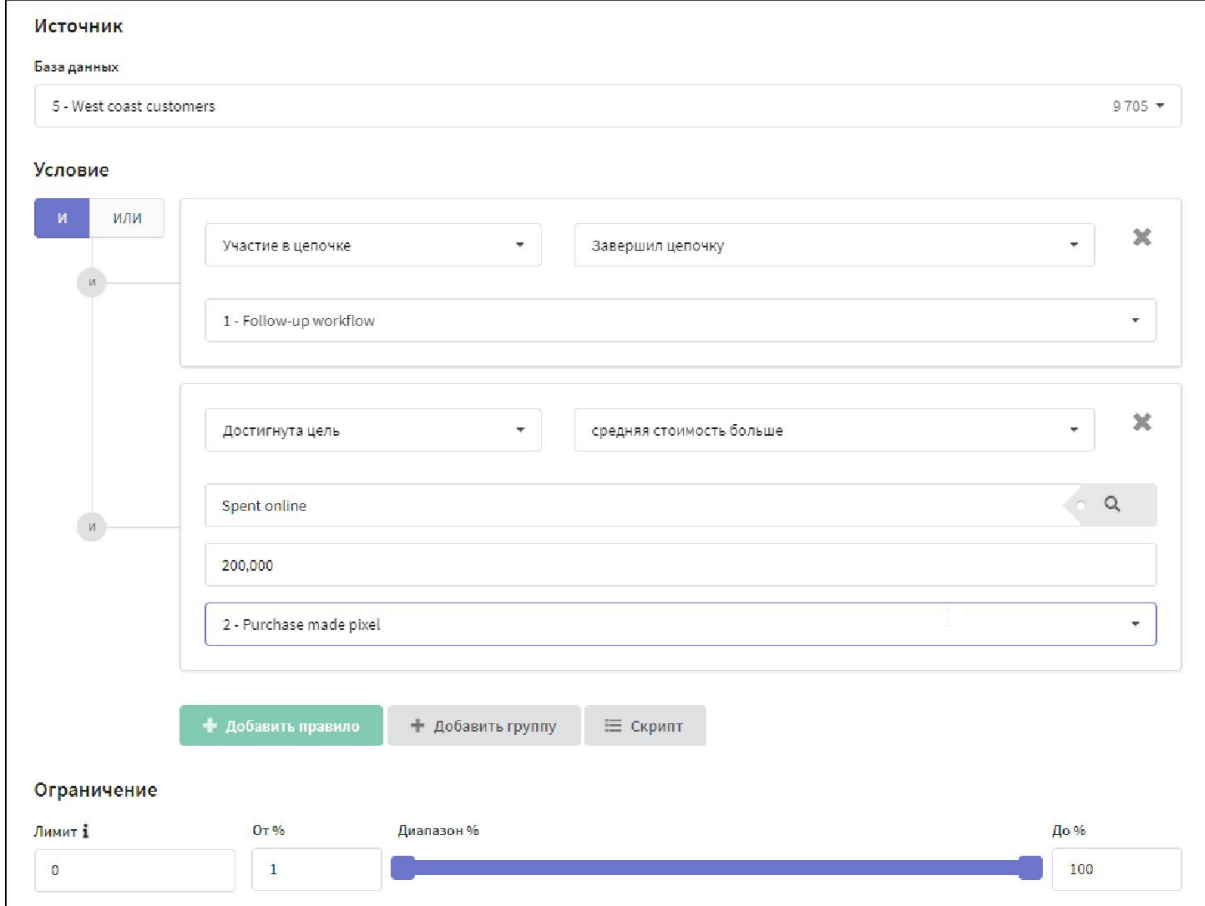 Источник
База данных
5 - West coast customers 9 705
Условие
И ИЛИ
Участие в цепочке Завершил цепочку
И
1 - Follow-up workflow
Достигнута цель средняя стоимость больше
Spent online
И
200,000
2 - Purchase made pixel
Добавить правило Добавить группу Скрипт
Ограничение
Лимит От % Диапазон % До %
0 1 100